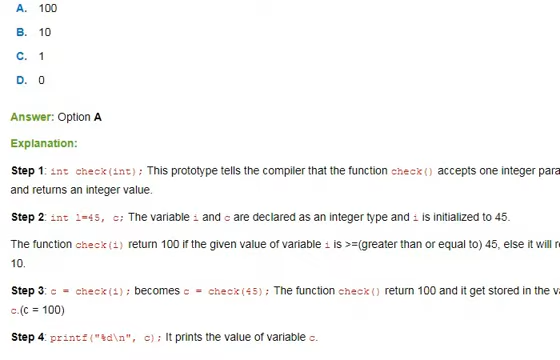 A. 100
B. 10
C. 1
D. 0
Answer: Option A
Explanation:
Step 1: int check(int); This prototype tells the compiler that the function check() accepts one integer para
and returns an integer value.
Step 2: int l=45, c; The variable i and c are declared as an integer type and i is initialized to 45.
The function check(i) return 100 if the given value of variable i is >=(greater than or equal to) 45, else it will re
10.
Step 3: c = check(i); becomes c = check(45); The function check() return 100 and it get stored in the va
c.(c = 100)
Step 4: printf("%d\n", c); It prints the value of variable c.